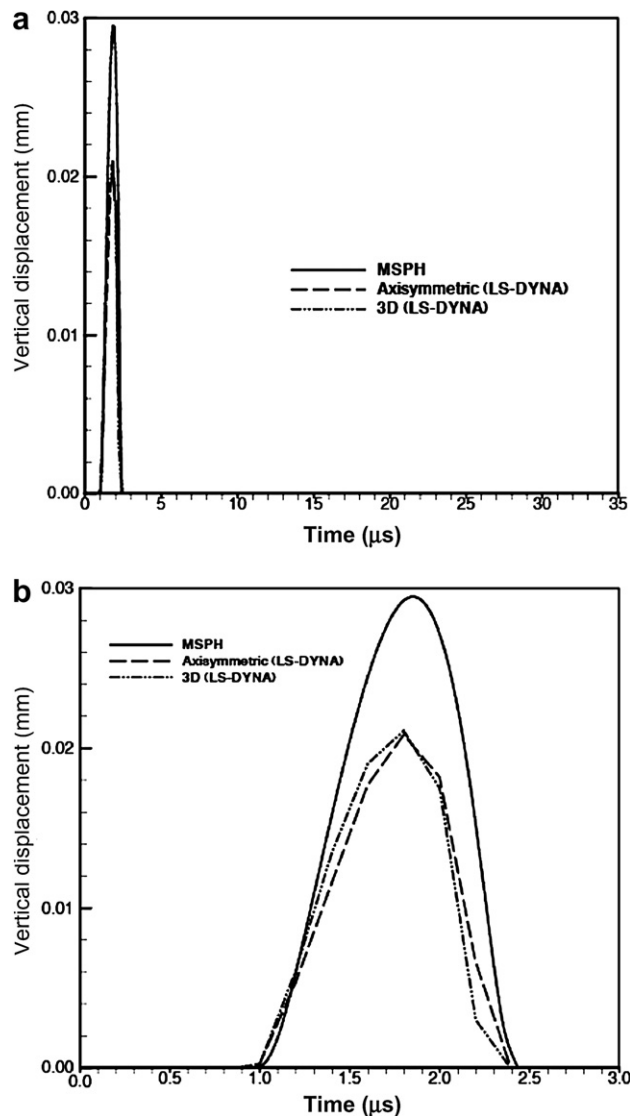 a
0.03
0.02
0.01
0.00
Vertical displacement (mm)
MSPH
Axisymmetric (LS-DYNA)
3D (LS-DYNA)
0 5 10 15 20 25 30 35
Time (μs)
b
0.03
0.02
0.01
0.00
Vertical displacement (mm)
MSPH
Axisymmetric (LS-DYNA)
3D (LS-DYNA)
0.0 0.5 1.0 1.5 2.0 2.5 3.0
Time (μs)